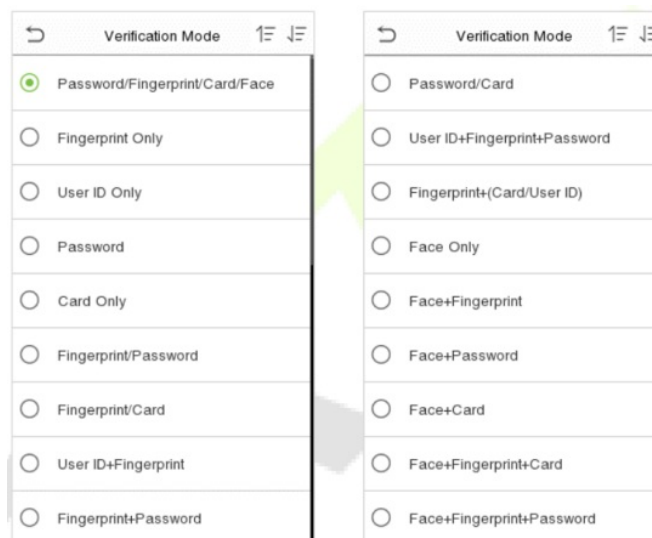 Verification Mode
Password/Fingerprint/Card/Face
Fingerprint Only
User ID Only
Password
Card Only
Fingerprint/Password
Fingerprint/Card
User ID+Fingerprint
Fingerprint+Password
Verification Mode
Password/Card
User ID+Fingerprint+Password
Fingerprint+(Card/User ID)
Face Only
Face+Fingerprint
Face+Password
Face+Card
Face+Fingerprint+Card
Face+Fingerprint+Password